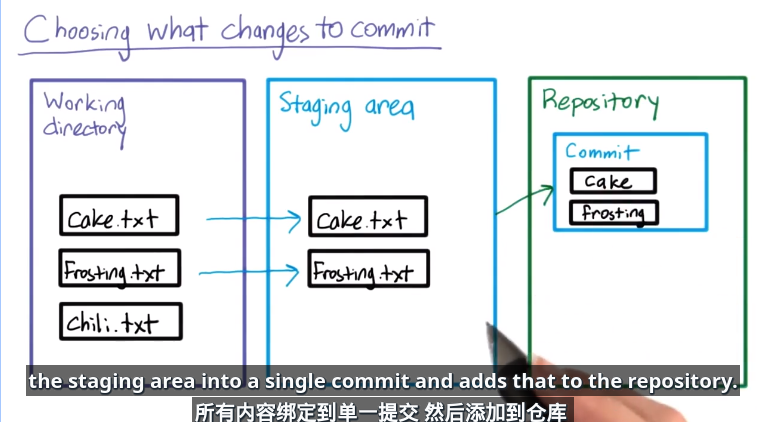 Choosing what changes to commit
Working
directory
Staging area
Repository
Commit
Cake
Frosting
Cake.txt
Cake.txt
Frosting.txt
Frosting.txt
Chili.txt
the staging area into a single commit and adds that to the repository.
所有内容绑定到单一提交 然后添加到仓库